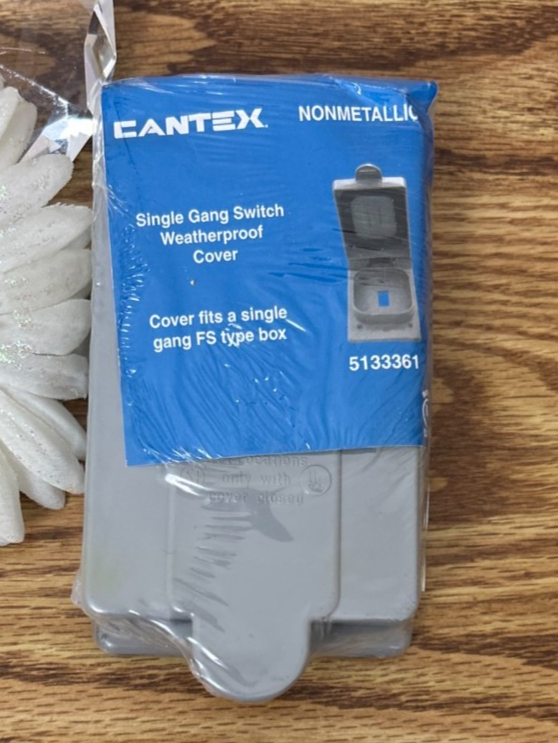 CANTEX®
NONMETALLIC
Single Gang Switch
Weatherproof
Cover
Cover fits a single
gang FS type box
5133361
Locations
only with
cover closed